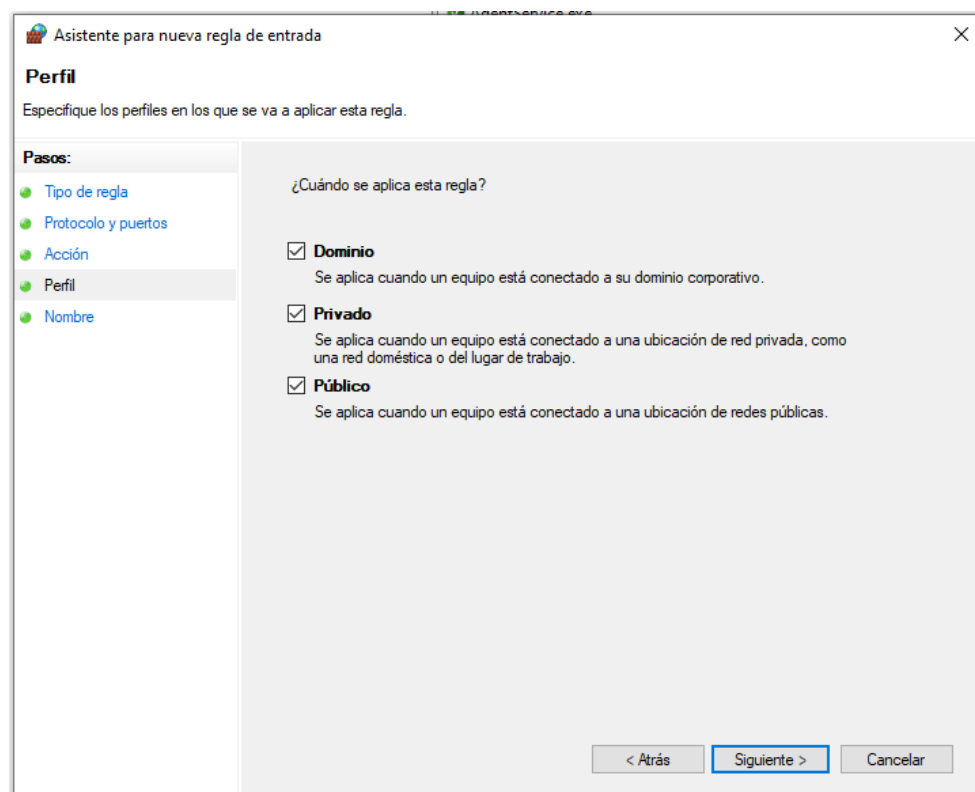 AgentService.exe
Asistente para nueva regla de entrada
Perfil
Especifique los perfiles en los que se va a aplicar esta regla.
Pasos:
Tipo de regla
Protocolo y puertos
Acción
Perfil
Nombre
¿Cuándo se aplica esta regla?
Dominio
Se aplica cuando un equipo está conectado a su dominio corporativo.
Privado
Se aplica cuando un equipo está conectado a una ubicación de red privada, como
una red doméstica o del lugar de trabajo.
Público
Se aplica cuando un equipo está conectado a una ubicación de redes públicas.
< Atrás
Siguiente >
Cancelar